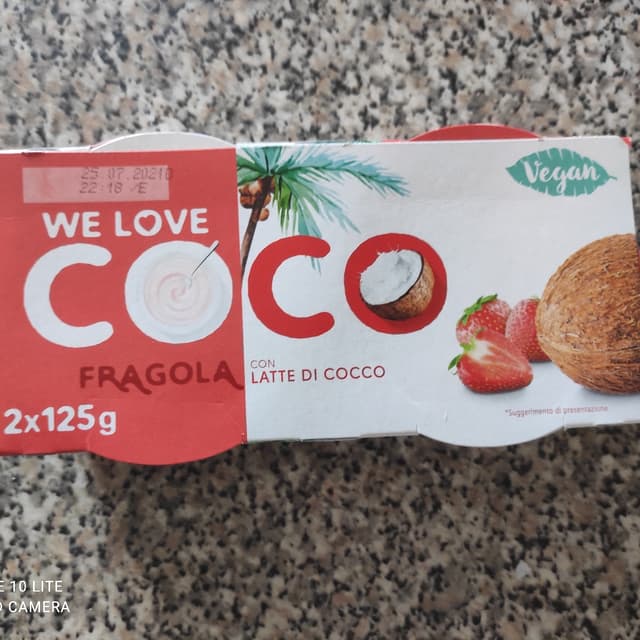 25.07.2021D
22:18 /E
WE LOVE
COCO
Vegan
FRAGOLA
CON
LATTE DI COCCO
2x125g
*Suggerimento di presentazione
E 10 LITE
D CAMERA